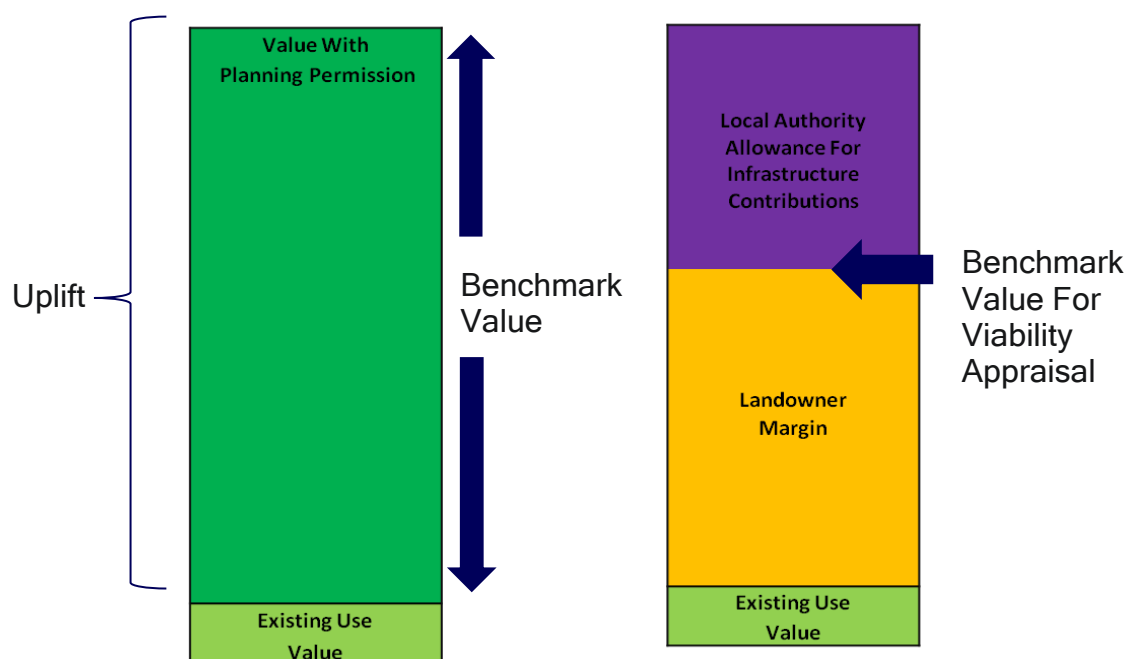 Value With
Planning Permission
Uplift
Benchmark
Value
Existing Use
Value
Local Authority
Allowance For
Infrastructure
Contributions
Benchmark
Value For
Viability
Appraisal
Landowner
Margin
Existing Use
Value